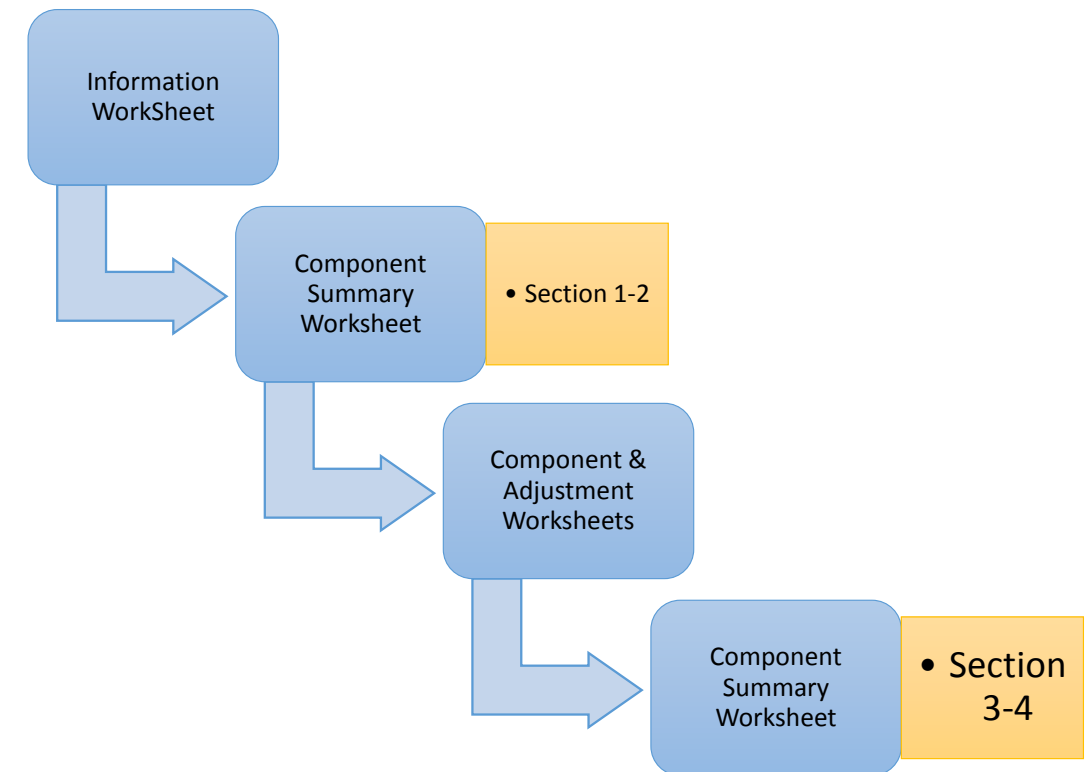 Information
WorkSheet
Component
Summary
Worksheet
• Section 1-2
Component &
Adjustment
Worksheets
Component
Summary
Worksheet
• Section
3-4